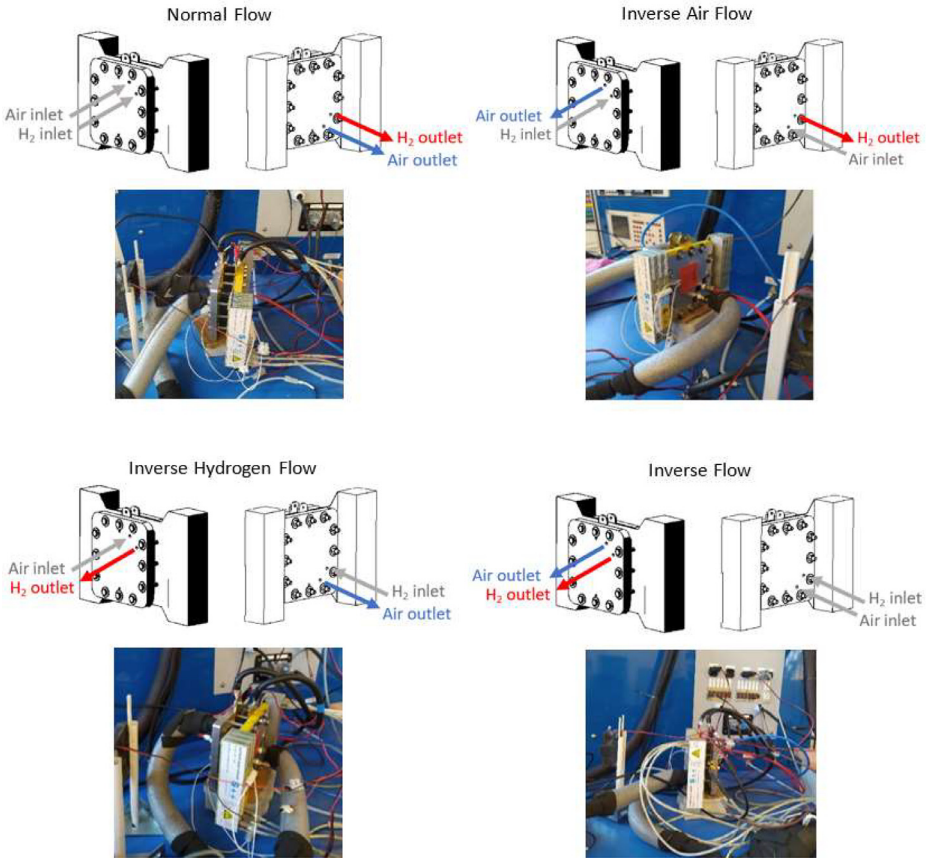 Normal Flow
Inverse Air Flow
Air inlet
H₂ inlet
H₂ outlet
Air outlet
Air outlet
H₂ inlet
H₂ outlet
Air inlet
Inverse Hydrogen Flow
Inverse Flow
Air inlet
H₂ outlet
H₂ inlet
Air outlet
Air outlet
H₂ outlet
H₂ inlet
Air inlet